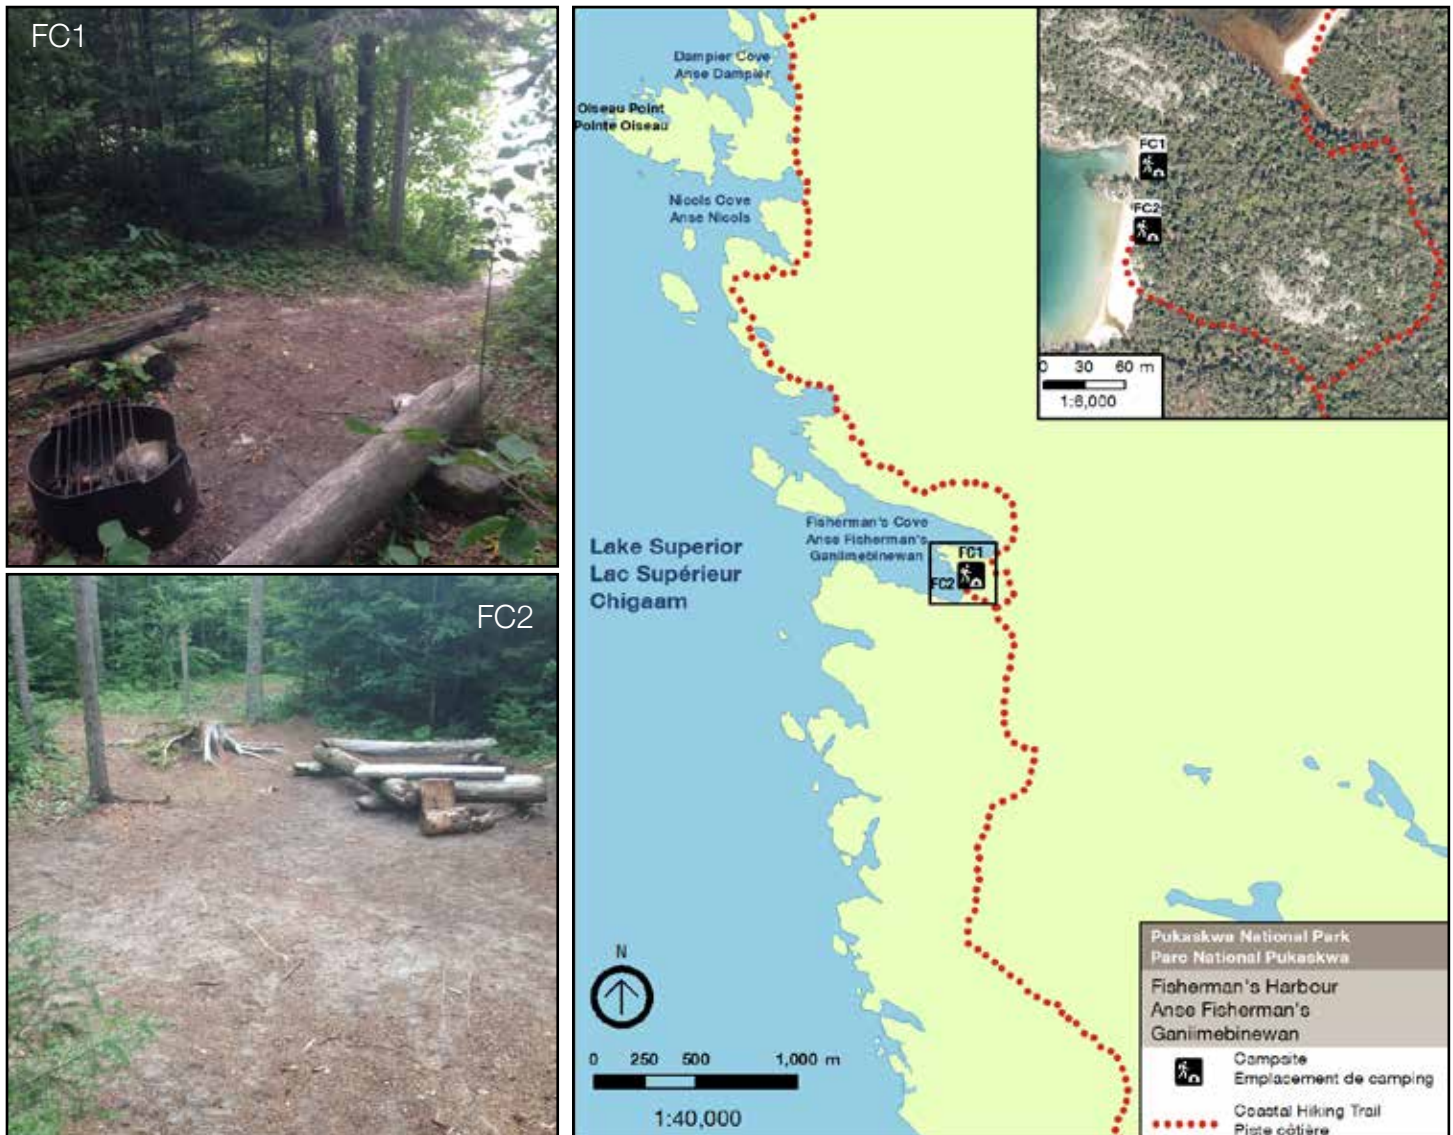 FC1
FC2
Dampier Cove
Anse Dampier
Oiseau Point
Pointe Oiseau
Nicols Cove
Anse Nicols
Fisherman's Cove
Anse Fisherman's
Ganiimebinewan
FC1
FC2
Lake Superior
Lac Supérieur
Chigaam
FC1
FC2
0 30 60 m
1:6,000
N
0 250 500 1,000 m
1:40,000
Pukaskwa National Park
Parc National Pukaskwa
Fisherman's Harbour
Anse Fisherman's
Ganiimebinewan
Campsite
Emplacement de camping
Coastal Hiking Trail
Piste côtière